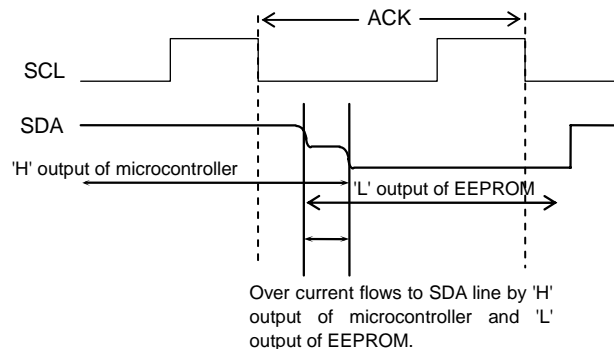 ACK
SCL
SDA
'H' output of microcontroller
'L' output of EEPROM
Over current flows to SDA line by 'H'
output of microcontroller and 'L'
output of EEPROM.